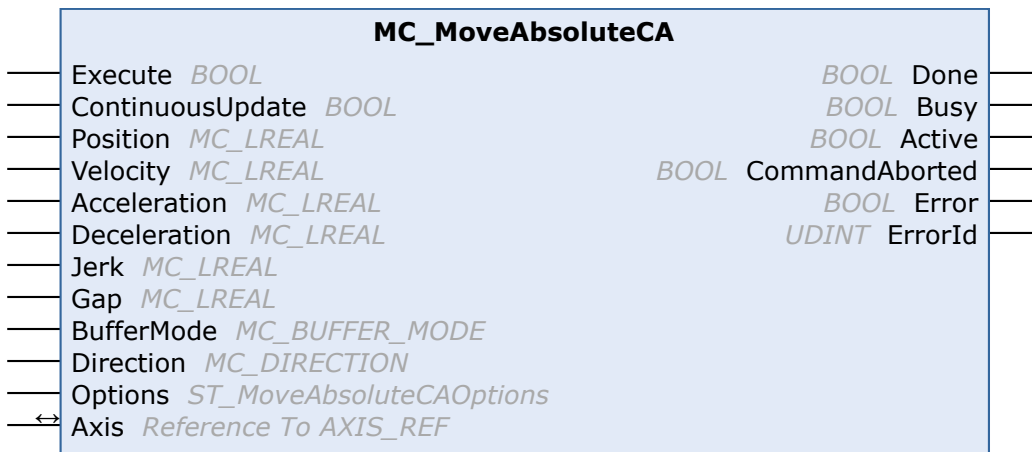 MC_MoveAbsoluteCA
Execute BOOL BOOL Done
ContinuousUpdate BOOL BOOL Busy
Position MC_LREAL BOOL Active
Velocity MC_LREAL BOOL CommandAborted
Acceleration MC_LREAL BOOL Error
Deceleration MC_LREAL UDINT ErrorId
Jerk MC_LREAL
Gap MC_LREAL
BufferMode MC_BUFFER_MODE
Direction MC_DIRECTION
Options ST_MoveAbsoluteCAOptions
↔ Axis Reference To AXIS_REF